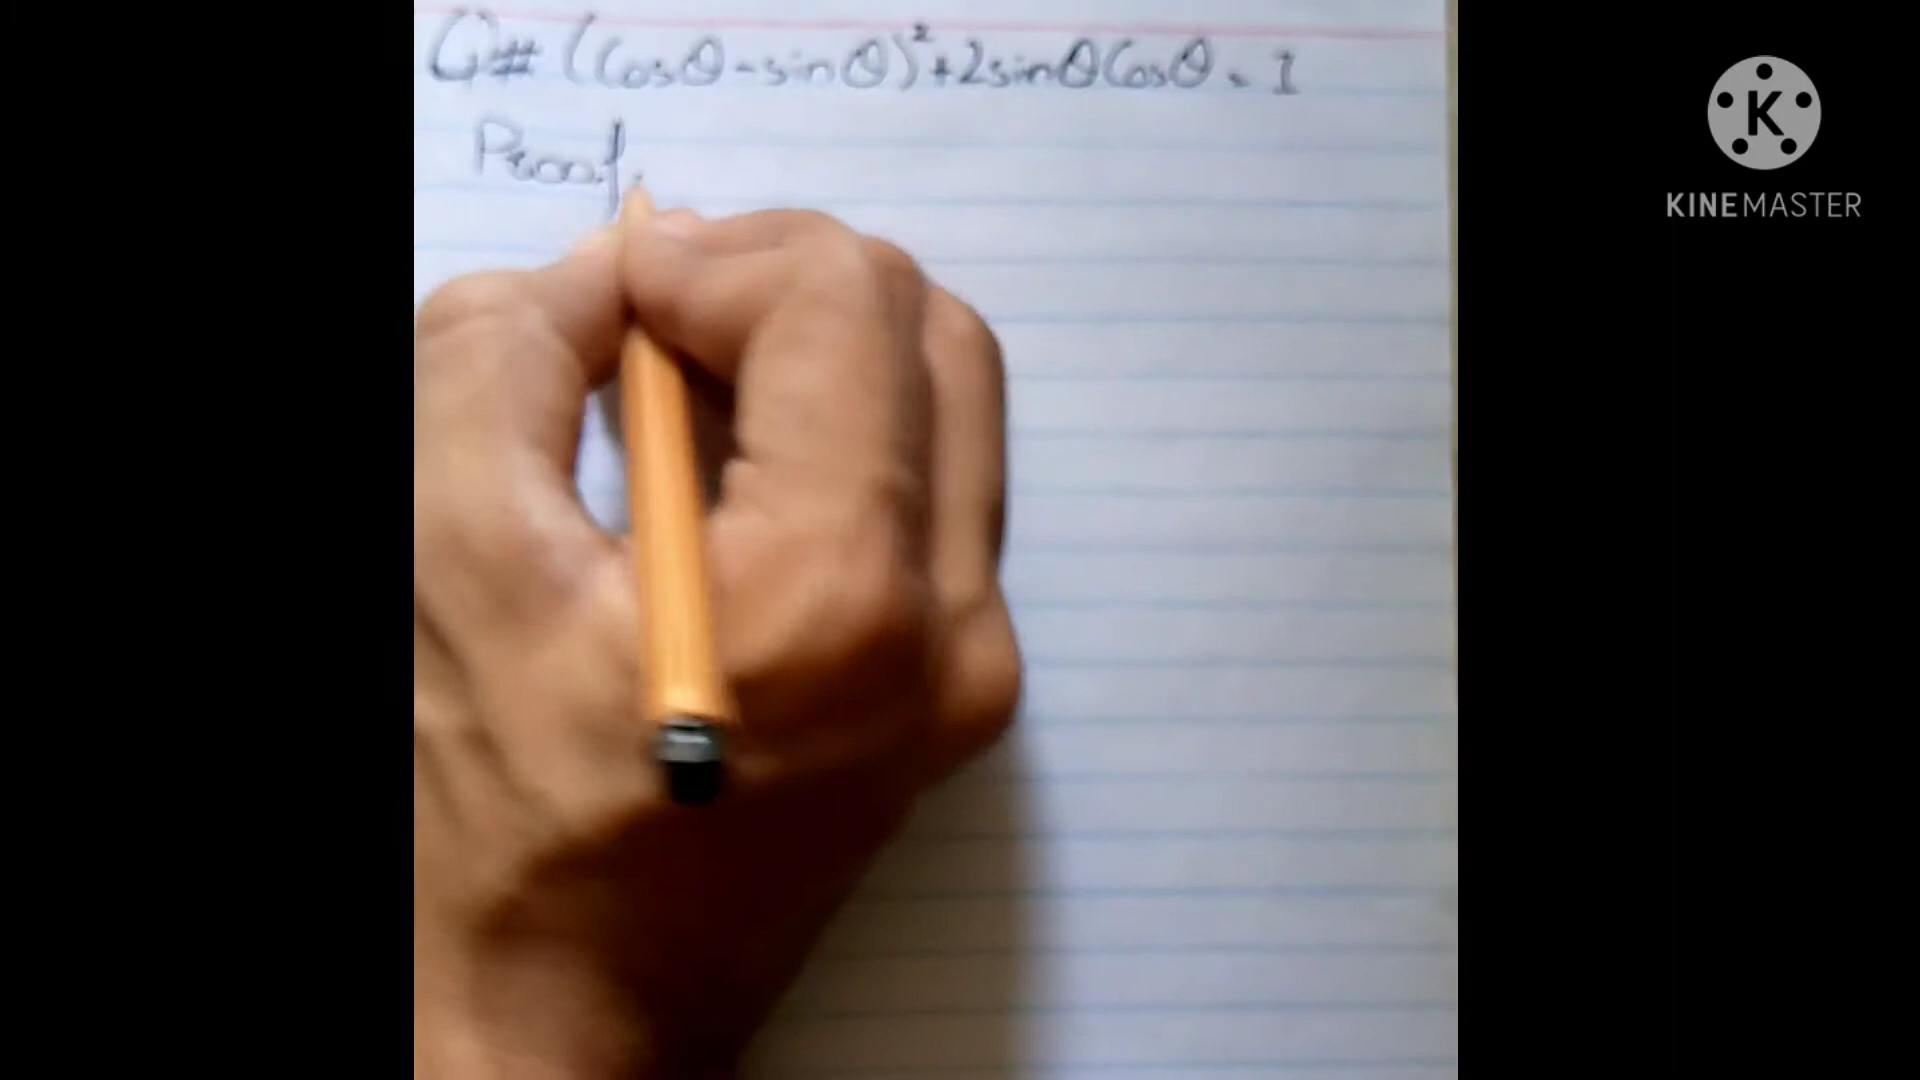 Q# (Cosθ-sinθ)²+2sinθCosθ = 1
Proof:
K
KINEMASTER